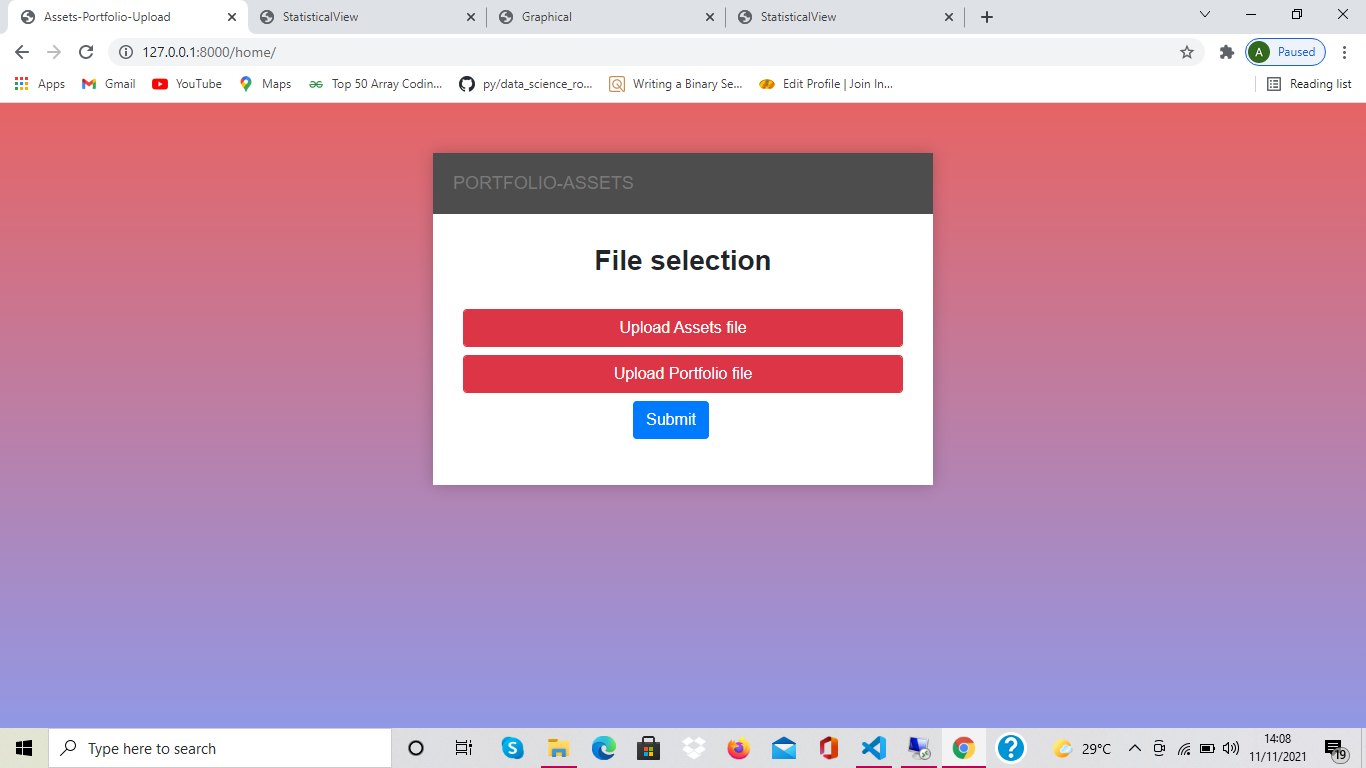 Assets-Portfolio-Upload
StatisticalView
Graphical
StatisticalView
127.0.0.1:8000/home/
A
Paused
Apps
Gmail
YouTube
Maps
Top 50 Array Codin...
py/data_science_ro...
Writing a Binary Se...
Edit Profile | Join In...
Reading list
PORTFOLIO-ASSETS
File selection
Upload Assets file
Upload Portfolio file
Submit
Type here to search
29°C
14:08
11/11/2021
19